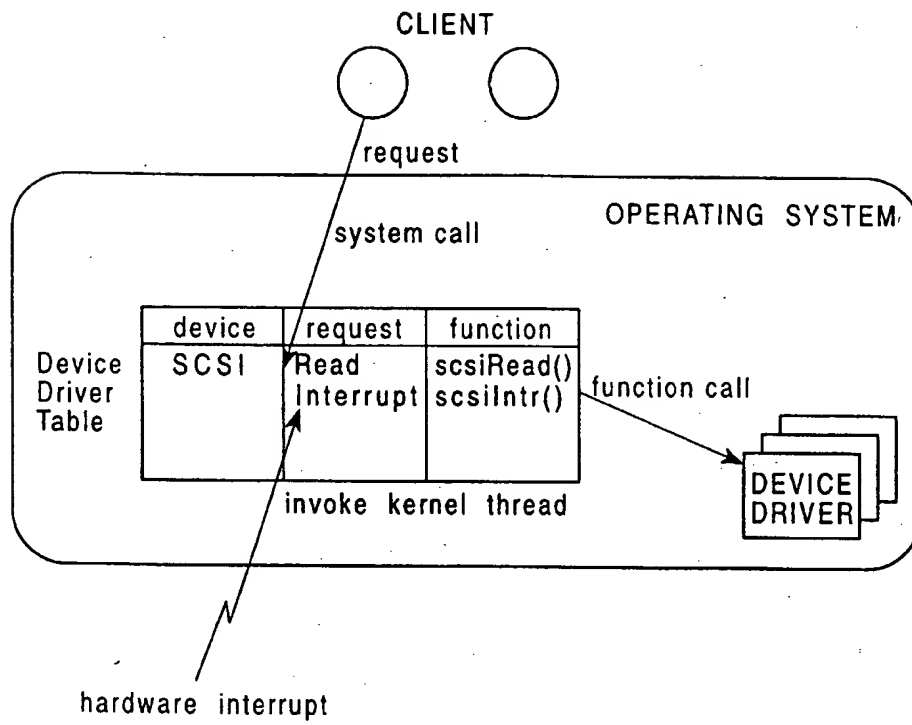 CLIENT
request
OPERATING SYSTEM
system call
device request function
Device
Driver
Table
SCSI Read scsiRead()
Interrupt scsiIntr()
function call
invoke kernel thread
DEVICE
DRIVER
hardware interrupt